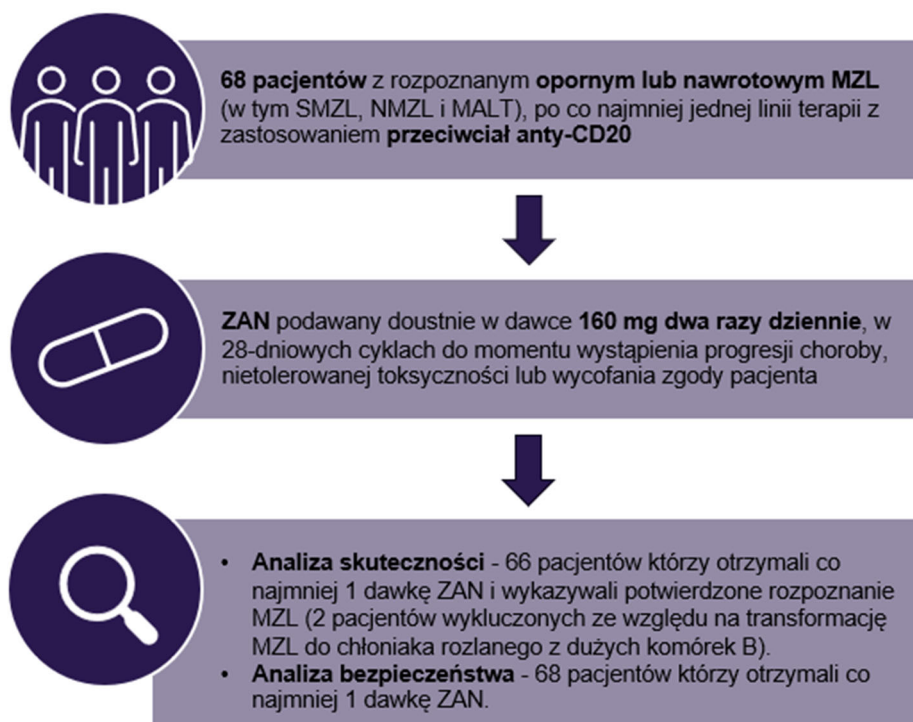 68 pacjentów z rozpoznanym opornym lub nawrotowym MZL
(w tym SMZL, NMZL i MALT), po co najmniej jednej linii terapii z
zastosowaniem przeciwciał anty-CD20
ZAN podawany doustnie w dawce 160 mg dwa razy dziennie, w
28-dniowych cyklach do momentu wystąpienia progresji choroby,
nietolerowanej toksyczności lub wycofania zgody pacjenta
• Analiza skuteczności - 66 pacjentów którzy otrzymali co
najmniej 1 dawkę ZAN i wykazywali potwierdzone rozpoznanie
MZL (2 pacjentów wykluczonych ze względu na transformację
MZL do chłoniaka rozlanego z dużych komórek B).
• Analiza bezpieczeństwa - 68 pacjentów którzy otrzymali co
najmniej 1 dawkę ZAN.